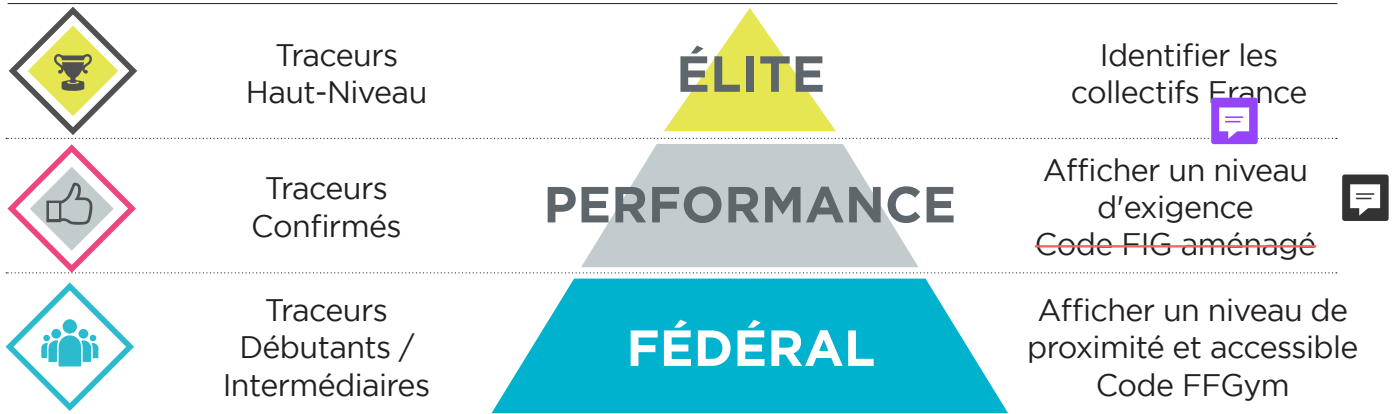 Traceurs
Haut-Niveau
ÉLITE
Identifier les
collectifs France
Traceurs
Confirmés
PERFORMANCE
Afficher un niveau
d'exigence
Code FIG aménagé
Traceurs
Débutants /
Intermédiaires
FÉDÉRAL
Afficher un niveau de
proximité et accessible
Code FFGym